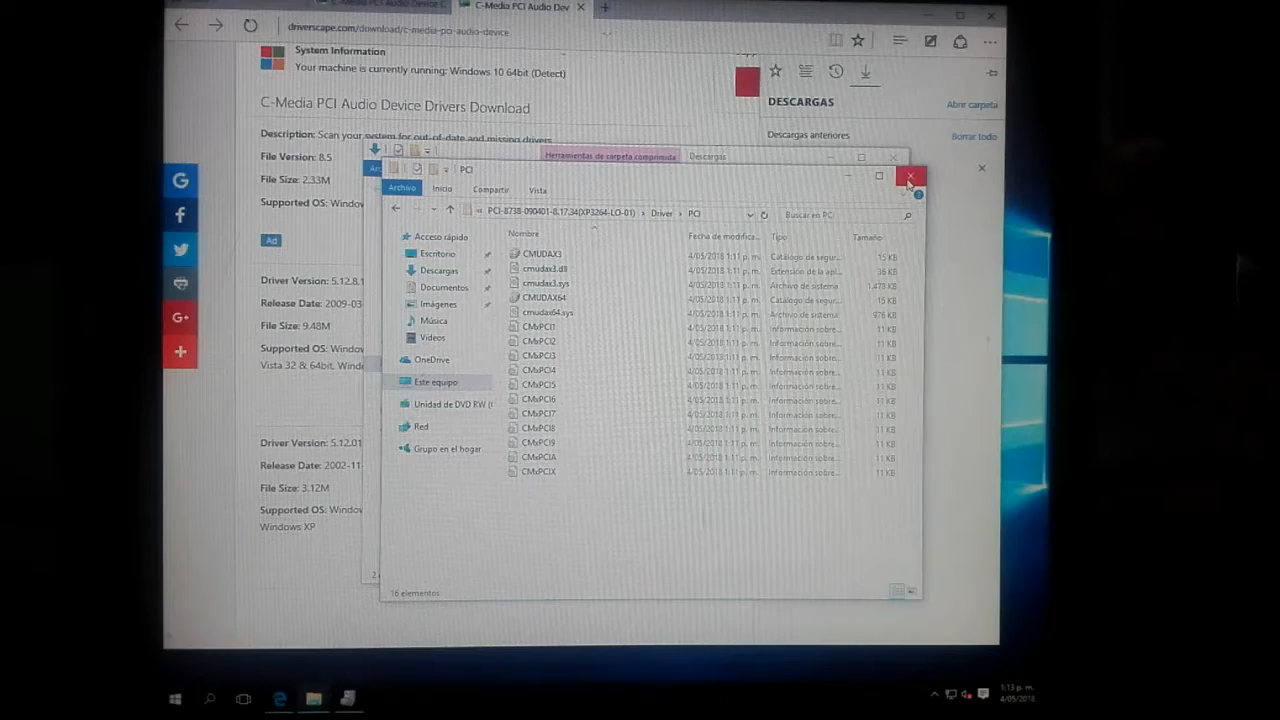 C-Media PCI Audio Dev
driverscape.com/download/c-media-pci-audio-device
System Information
Your machine is currently running: Windows 10 64bit (Detect)
C-Media PCI Audio Device Drivers Download
Description: Scan your system for out-of-date and missing drivers
File Version: 8.5
File Size: 2.33M
Supported OS: Window
Ad
Driver Version: 5.12.8.1
Release Date: 2009-03
File Size: 9.48M
Supported OS: Window
Vista 32 & 64bit, Wind
Driver Version: 5.12.01
Release Date: 2002-11
File Size: 3.12M
Supported OS: Window
Windows XP
DESCARGAS
Abrir carpeta
Descargas anteriores
Borrar todo
Herramientas de carpeta comprimida
Descargas
PCI
Archivo
Inicio
Compartir
Vista
« PCI-8738-090401-8.17.34(XP3264-LO-01) > Driver > PCI
Buscar en PCI
Nombre Fecha de modifica... Tipo Tamaño
Acceso rápido
Escritorio
Descargas
Documentos
Imágenes
Música
Vídeos
OneDrive
Este equipo
Unidad de DVD RW (
Red
Grupo en el hogar
CMUDAX3 4/05/2018 1:11 p. m. Catálogo de segur... 15 KB
cmudax3.dll 4/05/2018 1:11 p. m. Extensión de la apl... 36 KB
cmudax3.sys 4/05/2018 1:11 p. m. Archivo de sistema 1,478 KB
CMUDAX64 4/05/2018 1:11 p. m. Catálogo de segur... 15 KB
cmudax64.sys 4/05/2018 1:11 p. m. Archivo de sistema 976 KB
CMxPCI1 4/05/2018 1:11 p. m. Información sobre... 11 KB
CMxPCI2 4/05/2018 1:11 p. m. Información sobre... 11 KB
CMxPCI3 4/05/2018 1:11 p. m. Información sobre... 11 KB
CMxPCI4 4/05/2018 1:11 p. m. Información sobre... 11 KB
CMxPCI5 4/05/2018 1:11 p. m. Información sobre... 11 KB
CMxPCI6 4/05/2018 1:11 p. m. Información sobre... 11 KB
CMxPCI7 4/05/2018 1:11 p. m. Información sobre... 11 KB
CMxPCI8 4/05/2018 1:11 p. m. Información sobre... 11 KB
CMxPCI9 4/05/2018 1:11 p. m. Información sobre... 11 KB
CMxPCIA 4/05/2018 1:11 p. m. Información sobre... 11 KB
CMxPCIX 4/05/2018 1:11 p. m. Información sobre... 11 KB
16 elementos
1:13 p. m.
4/05/2018